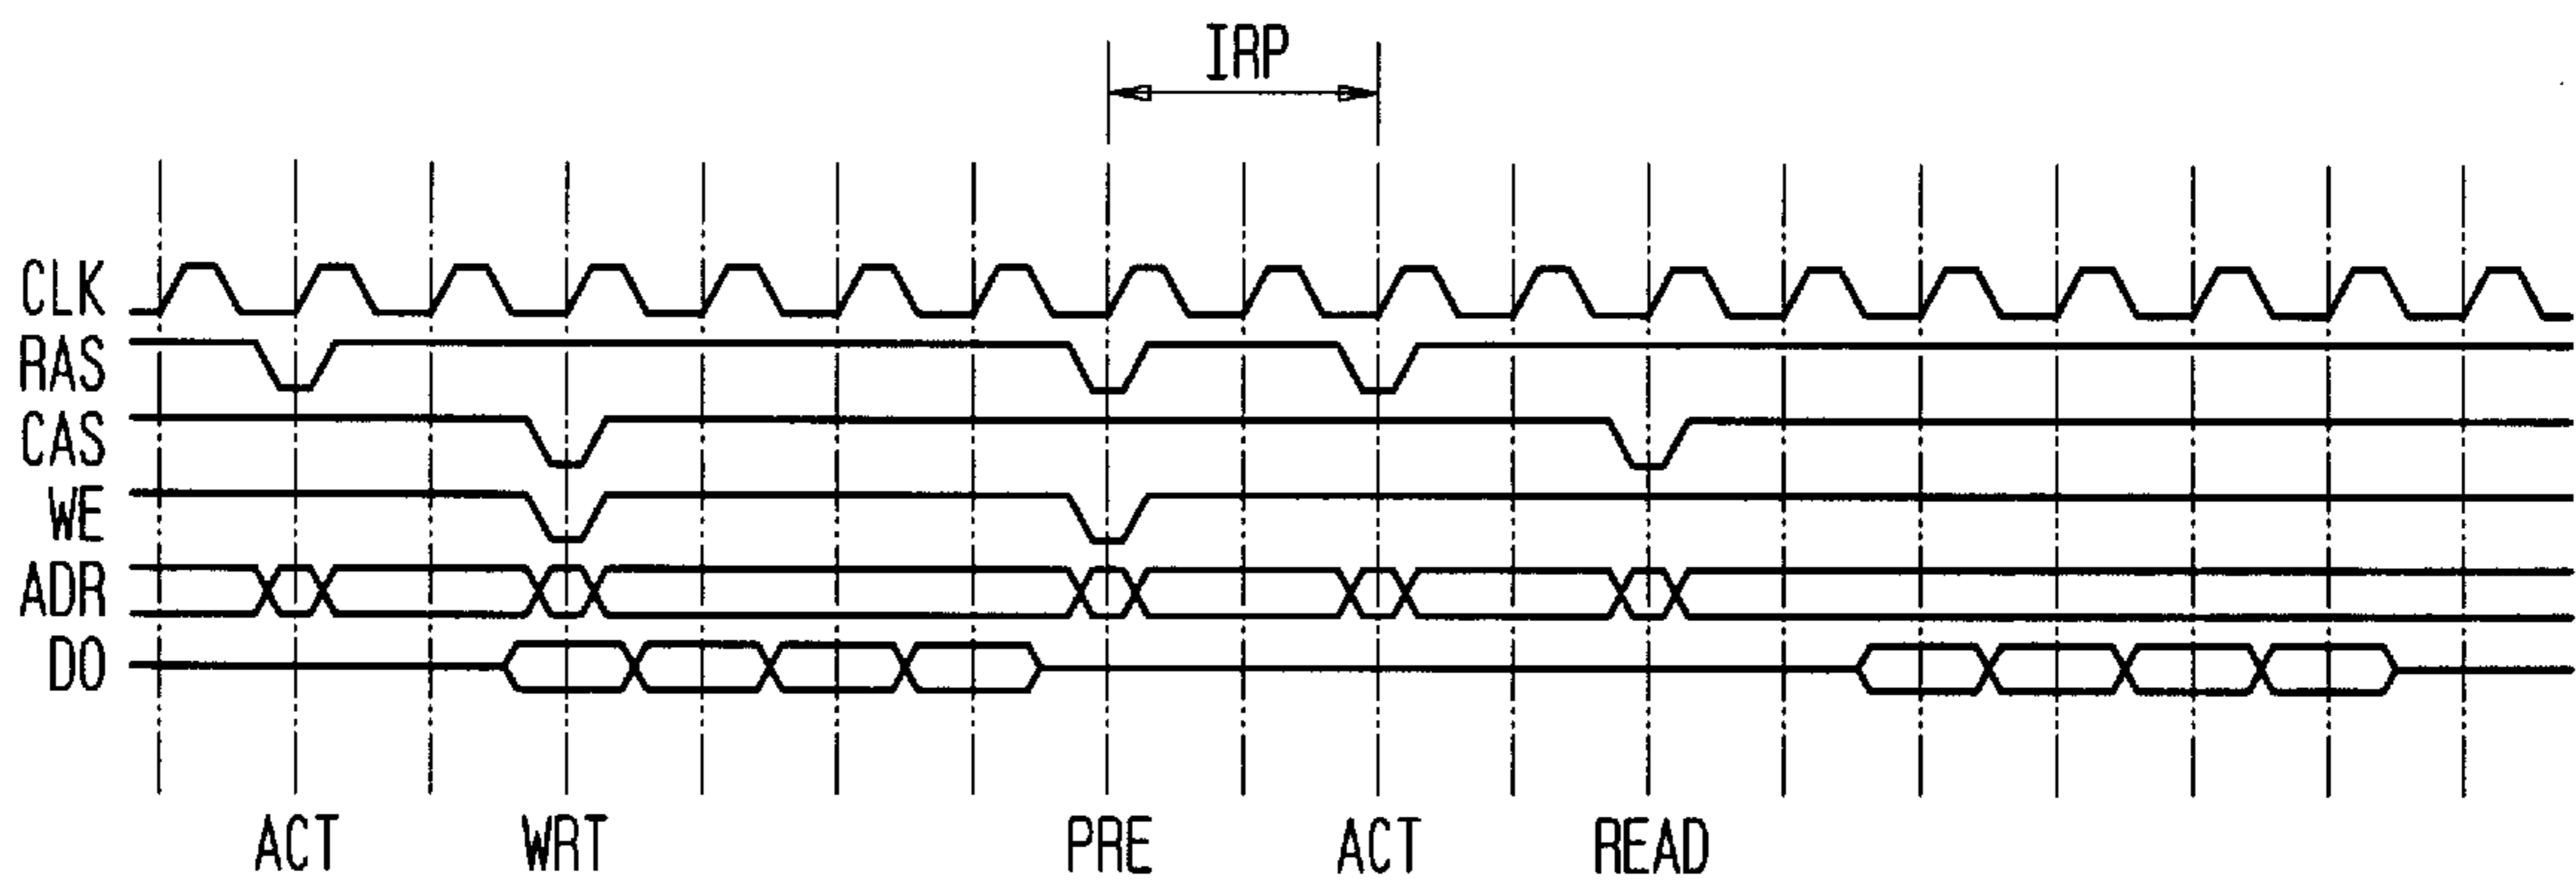 IRP
CLK
RAS
CAS
WE
ADR
DO
ACT WRT PRE ACT READ